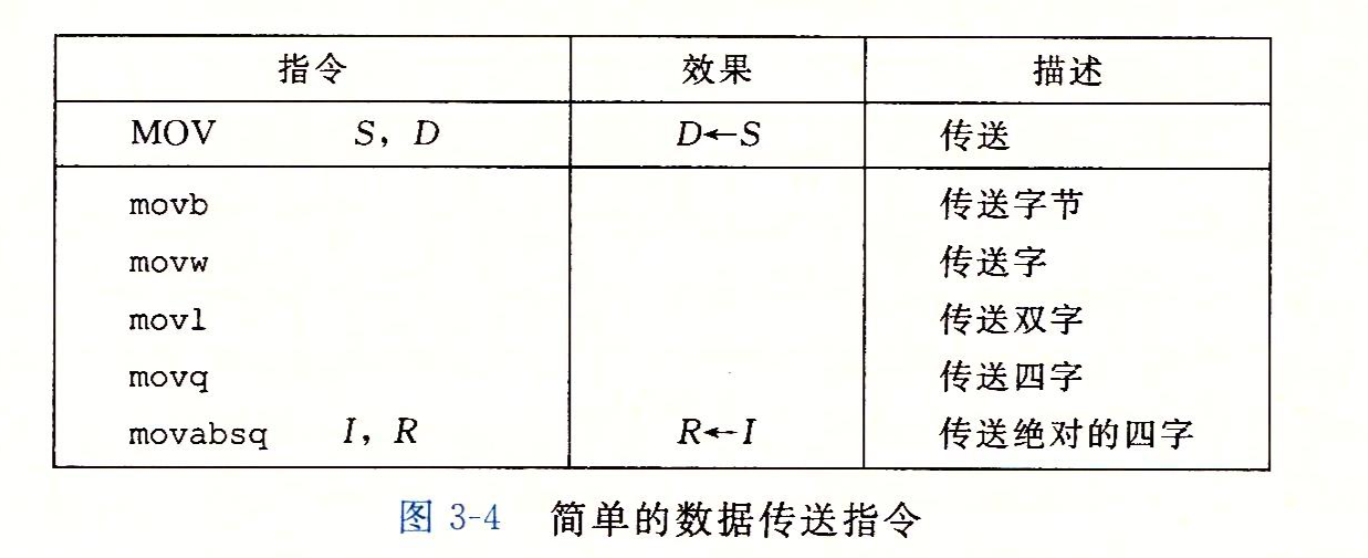 指令 效果 描述
MOV S, D D←S 传送
movb 传送字节
movw 传送字
movl 传送双字
movq 传送四字
movabsq I, R R←I 传送绝对的四字
图 3-4 简单的数据传送指令